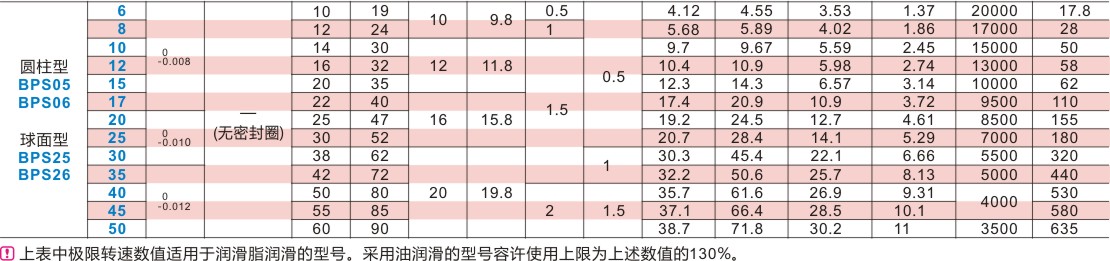 6 10 19 10 9.8 0.5 4.12 4.55 3.53 1.37 20000 17.8
8 12 24 1 5.68 5.89 4.02 1.86 17000 28
10 0 14 30 9.7 9.67 5.59 2.45 15000 50
-0.008
圆柱型 12 16 32 12 11.8 10.4 10.9 5.98 2.74 13000 58
0.5
BPS05 15 20 35 12.3 14.3 6.57 3.14 10000 62
BPS06 17 22 40 1.5 17.4 20.9 10.9 3.72 9500 110
—
20 25 47 16 15.8 19.2 24.5 12.7 4.61 8500 155
0
球面型 25 -0.010 (无密封圈) 30 52 20.7 28.4 14.1 5.29 7000 180
BPS25 30 38 62 30.3 45.4 22.1 6.66 5500 320
1
BPS26 35 42 72 32.2 50.6 25.7 8.13 5000 440
40 0 50 80 20 19.8 35.7 61.6 26.9 9.31 4000 530
-0.012
45 55 85 2 1.5 37.1 66.4 28.5 10.1 580
50 60 90 38.7 71.8 30.2 11 3500 635
! 上表中极限转速数值适用于润滑脂润滑的型号。采用油润滑的型号容许使用上限为上述数值的130%。